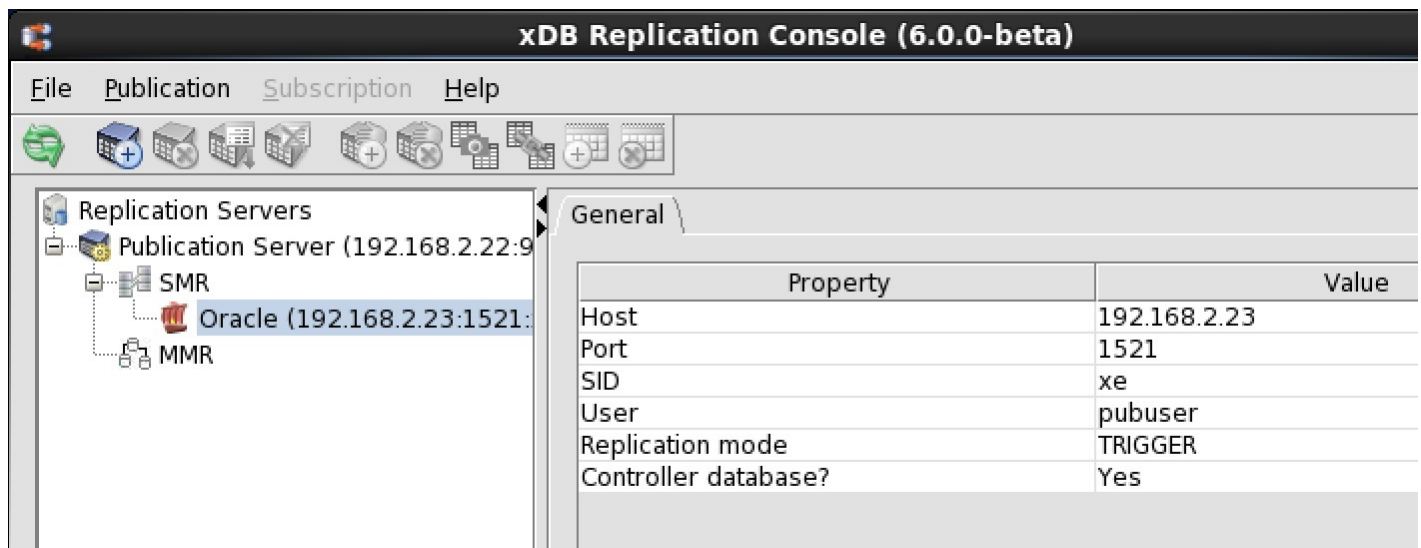 xDB Replication Console (6.0.0-beta)
File Publication Subscription Help
Replication Servers
Publication Server (192.168.2.22:9
SMR
Oracle (192.168.2.23:1521:
MMR
General
Property Value
Host 192.168.2.23
Port 1521
SID xe
User pubuser
Replication mode TRIGGER
Controller database? Yes